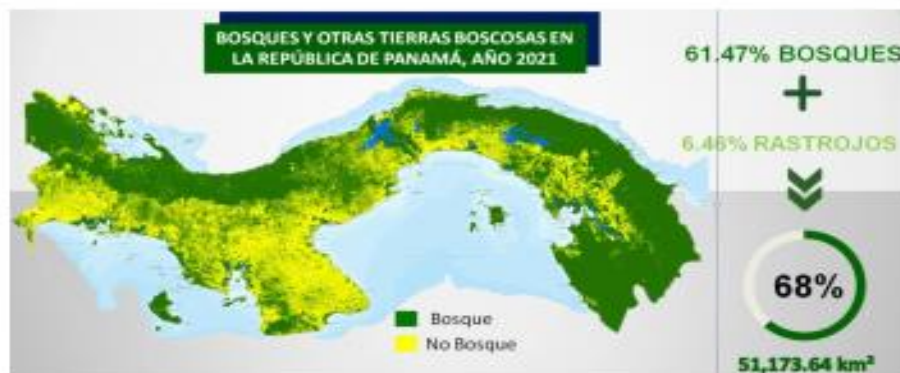 BOSQUES Y OTRAS TIERRAS BOSCOSAS EN
LA REPÚBLICA DE PANAMÁ, AÑO 2021
61.47% BOSQUES
+
6.46% RASTROJOS
68%
51,173.64 km²
Bosque
No Bosque